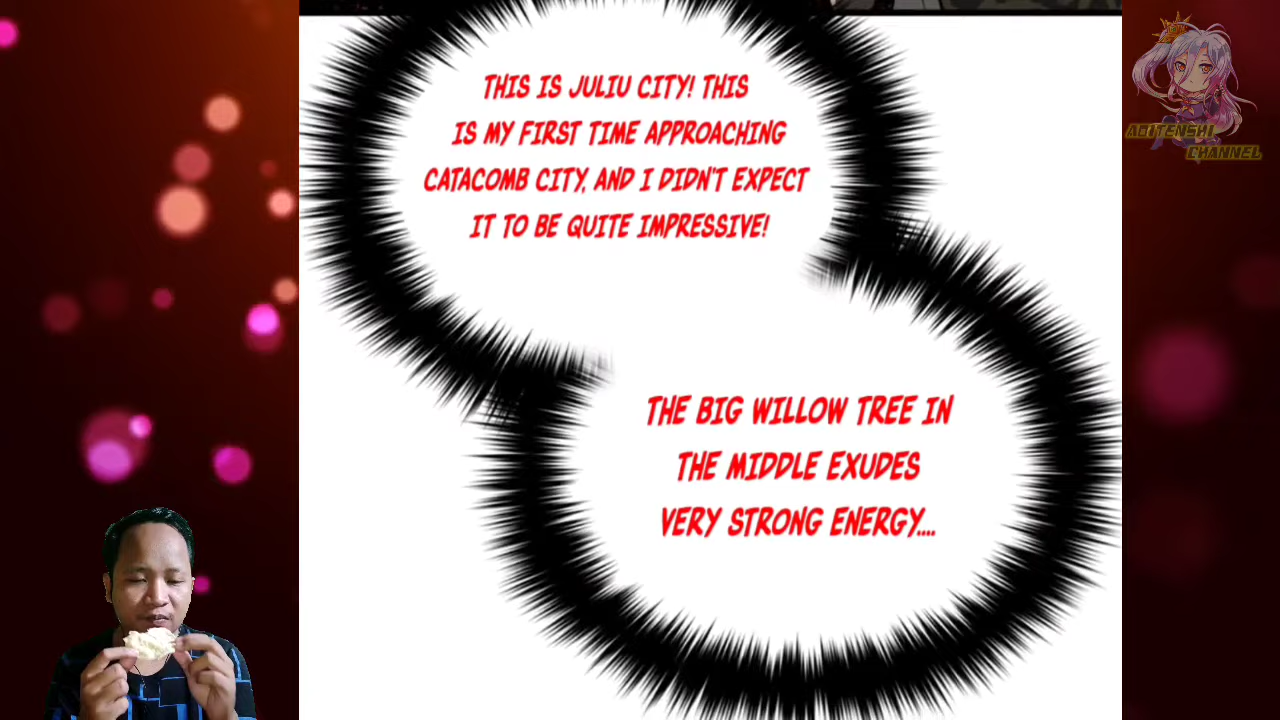 THIS IS JULIU CITY! THIS
IS MY FIRST TIME APPROACHING
CATACOMB CITY, AND I DIDN'T EXPECT
IT TO BE QUITE IMPRESSIVE!
THE BIG WILLOW TREE IN
THE MIDDLE EXUDES
VERY STRONG ENERGY....
AOITENSHI
CHANNEL